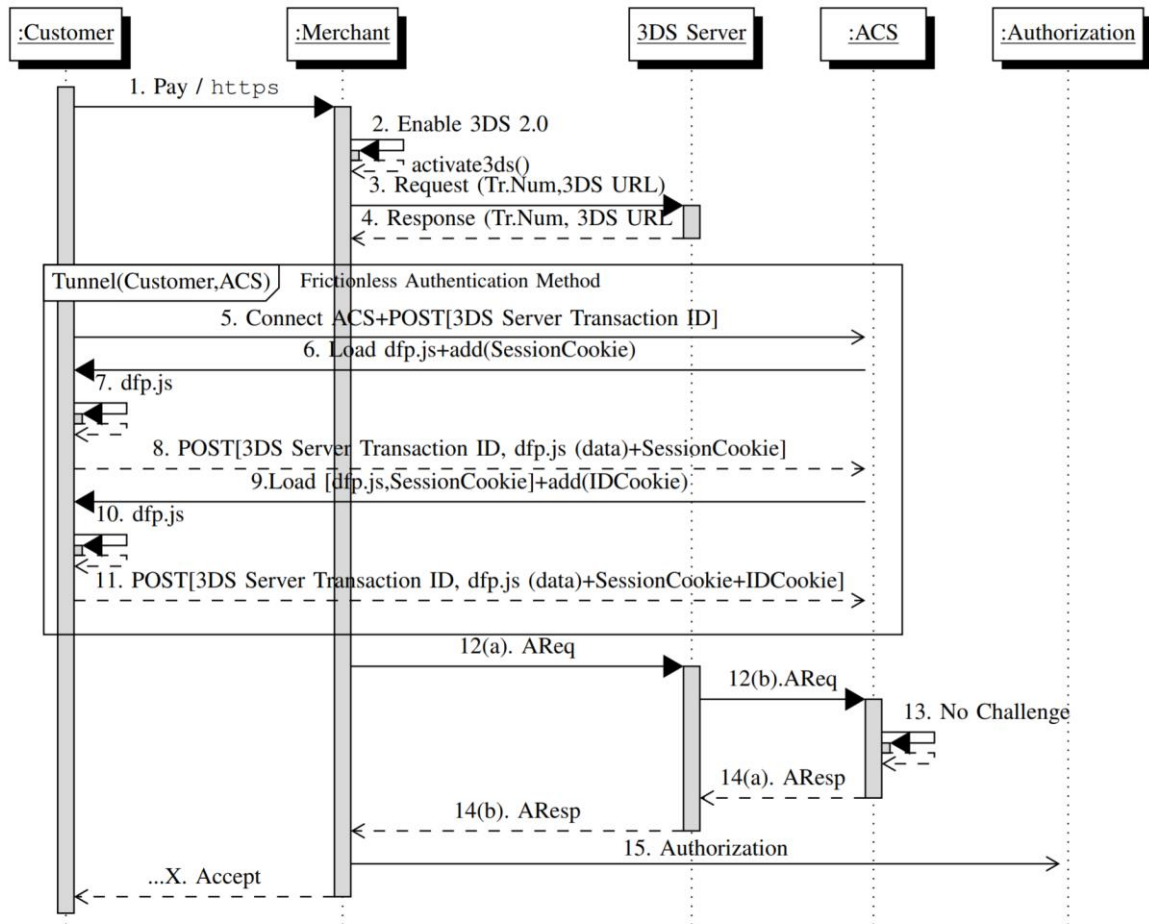 :Customer
:Merchant
3DS Server
:ACS
:Authorization
1. Pay / https
2. Enable 3DS 2.0
activate3ds()
3. Request (Tr.Num,3DS URL)
4. Response (Tr.Num, 3DS URL
Tunnel(Customer,ACS)
Frictionless Authentication Method
5. Connect ACS+POST[3DS Server Transaction ID]
6. Load dfp.js+add(SessionCookie)
7. dfp.js
8. POST[3DS Server Transaction ID, dfp.js (data)+SessionCookie]
9.Load [dfp.js,SessionCookie]+add(IDCookie)
10. dfp.js
11. POST[3DS Server Transaction ID, dfp.js (data)+SessionCookie+IDCookie]
12(a). AReq
12(b).AReq
13. No Challenge
14(a). AResp
14(b). AResp
15. Authorization
...X. Accept